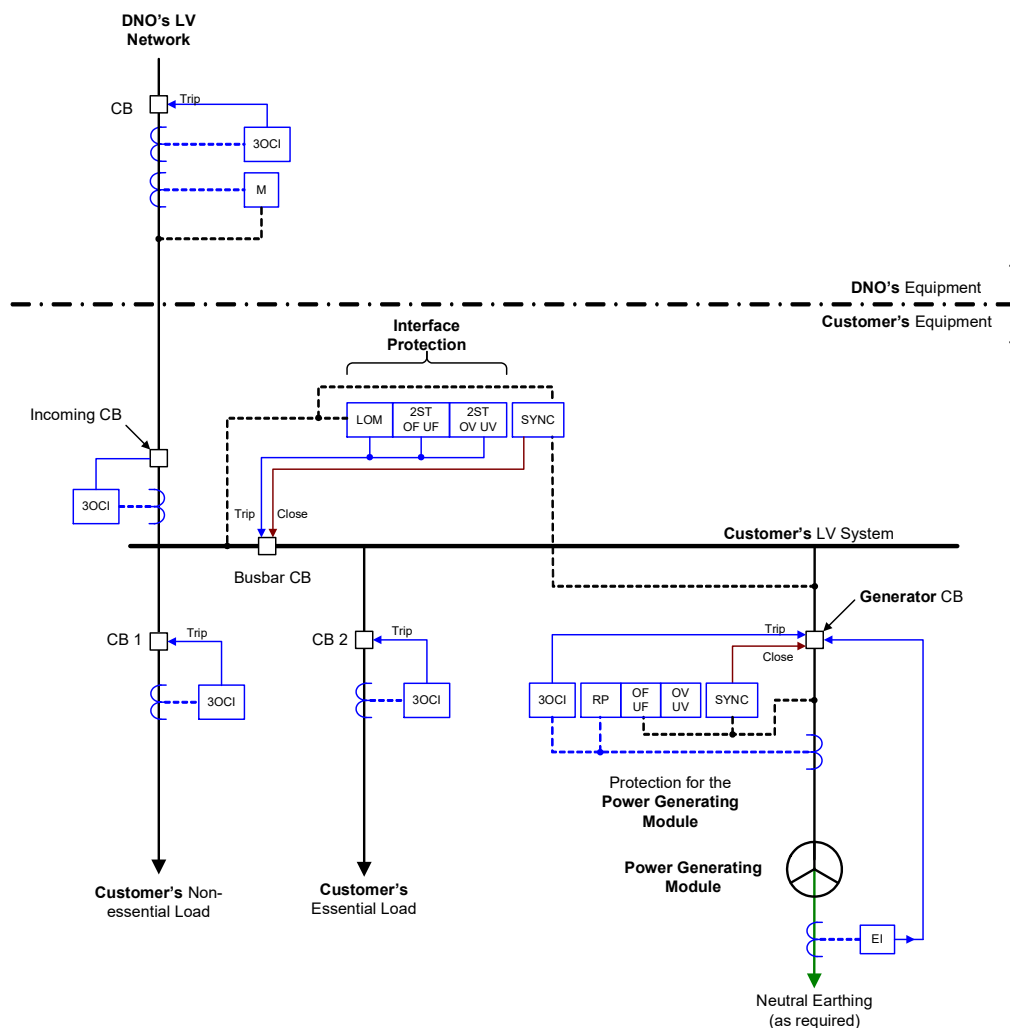 DNO's LV
Network
CB
Trip
3OCI
M
DNO's Equipment
Customer's Equipment
Interface
Protection
Incoming CB
LOM
2ST
OF UF
2ST
OV UV
SYNC
3OCI
Trip
Close
Customer's LV System
Busbar CB
Generator CB
CB 1
Trip
CB 2
Trip
Trip
Close
3OCI
3OCI
3OCI
RP
OF
UF
OV
UV
SYNC
Protection for the
Power Generating
Module
Power Generating
Module
Customer's Non-
essential Load
Customer's
Essential Load
EI
Neutral Earthing
(as required)